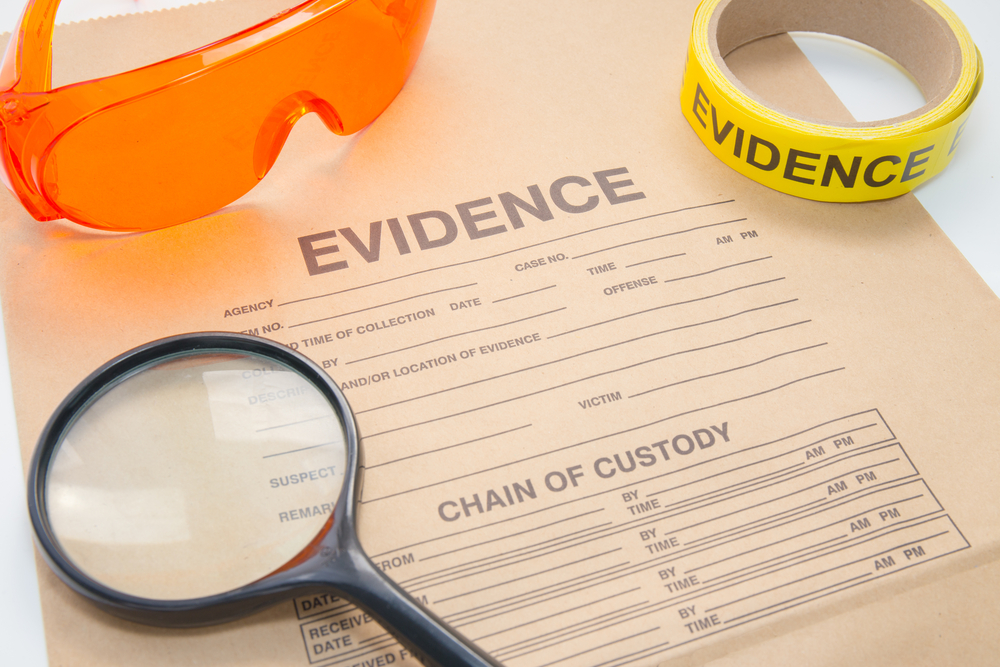 EVIDENCE
EVIDENCE
CASE NO.
AGENCY
TIME AM PM
NO. DATE
OFFENSE
TIME OF COLLECTION
BY
AND/OR LOCATION OF EVIDENCE
VICTIM
SUSPECT
CHAIN OF CUSTODY
FROM BY
TIME AM PM
DATE BY
TIME AM PM
BY
DATE TIME AM PM
BY
TIME AM PM